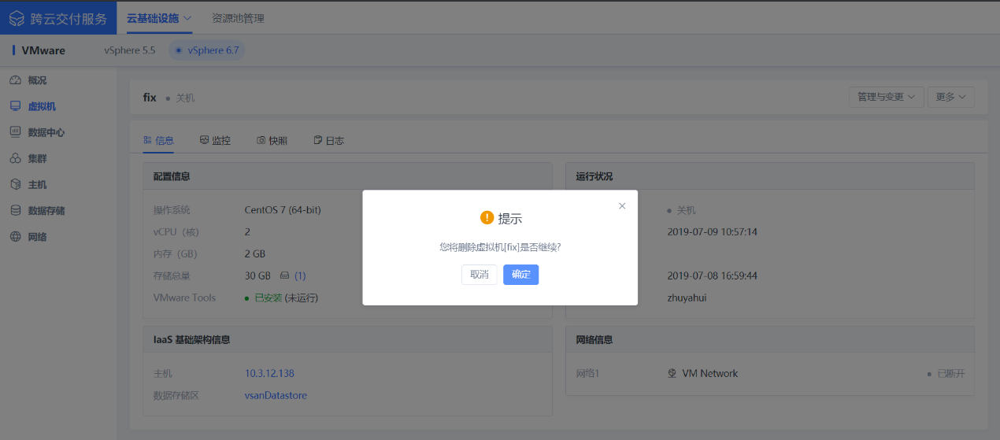 跨云交付服务 云基础设施 资源池管理
VMware vSphere 5.5 vSphere 6.7
概况
虚拟机
数据中心
集群
主机
数据存储
网络
fix 关机 管理与变更 更多
信息 监控 快照 日志
配置信息
操作系统 CentOS 7 (64-bit)
vCPU（核） 2
内存（GB） 2 GB
存储总量 30 GB (1)
VMware Tools 已安装 (未运行)
运行状况
关机
2019-07-09 10:57:14
2019-07-08 16:59:44
zhuyahui
提示
您将删除虚拟机[fix]是否继续?
取消 确定
IaaS 基础架构信息
主机 10.3.12.138
数据存储区 vsanDatastore
网络信息
网络1 VM Network 已断开